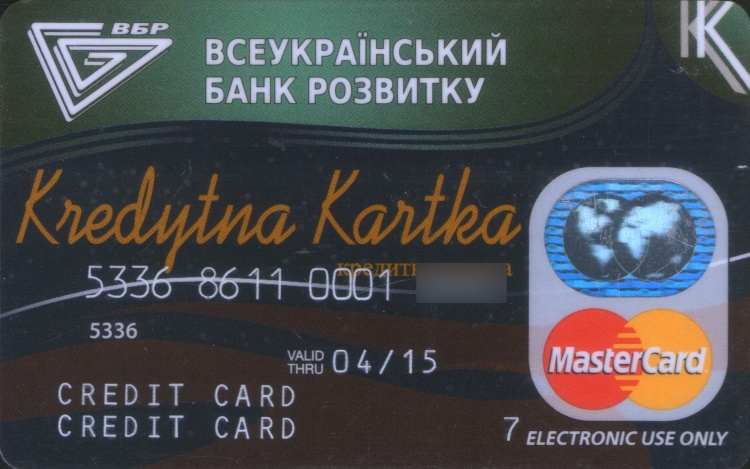 ВБР
ВСЕУКРАЇНСЬКИЙ
БАНК РОЗВИТКУ
K
Kredytna Kartka
5336 8611 0001
5336
VALID THRU 04/15
CREDIT CARD
CREDIT CARD
MasterCard
7 ELECTRONIC USE ONLY